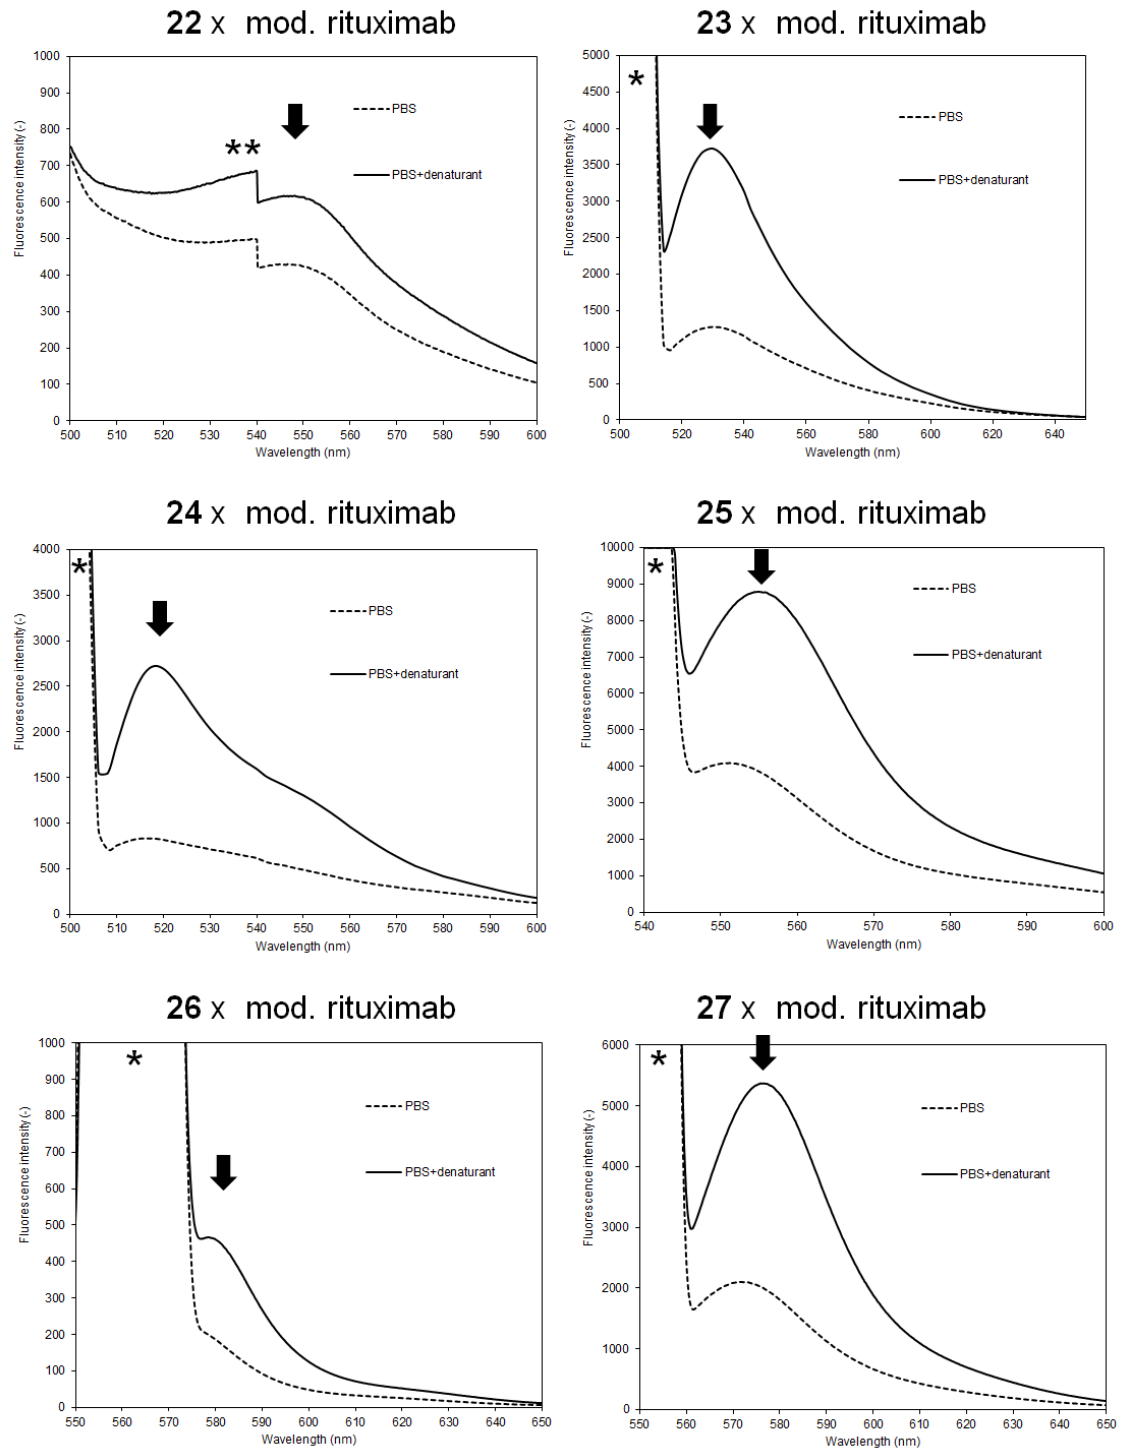 22 x mod. rituximab
1000
900
800
700
600
500
400
300
200
100
0
Fluorescence intensity (-)
PBS
**
PBS+denaturant
500 510 520 530 540 550 560 570 580 590 600
Wavelength (nm)
23 x mod. rituximab
5000
4500
4000
3500
3000
2500
2000
1500
1000
500
0
Fluorescence intensity (-)
*
PBS
PBS+denaturant
500 520 540 560 580 600 620 640
Wavelength (nm)
24 x mod. rituximab
4000
3500
3000
2500
2000
1500
1000
500
0
Fluorescence intensity (-)
*
PBS
PBS+denaturant
500 510 520 530 540 550 560 570 580 590 600
Wavelength (nm)
25 x mod. rituximab
10000
9000
8000
7000
6000
5000
4000
3000
2000
1000
0
Fluorescence intensity (-)
*
PBS
PBS+denaturant
540 550 560 570 580 590 600
Wavelength (nm)
26 x mod. rituximab
1000
900
800
700
600
500
400
300
200
100
0
Fluorescence intensity (-)
*
PBS
PBS+denaturant
550 560 570 580 590 600 610 620 630 640 650
Wavelength (nm)
27 x mod. rituximab
6000
5000
4000
3000
2000
1000
0
Fluorescence intensity (-)
*
PBS
PBS+denaturant
550 560 570 580 590 600 610 620 630 640 650
Wavelength (nm)